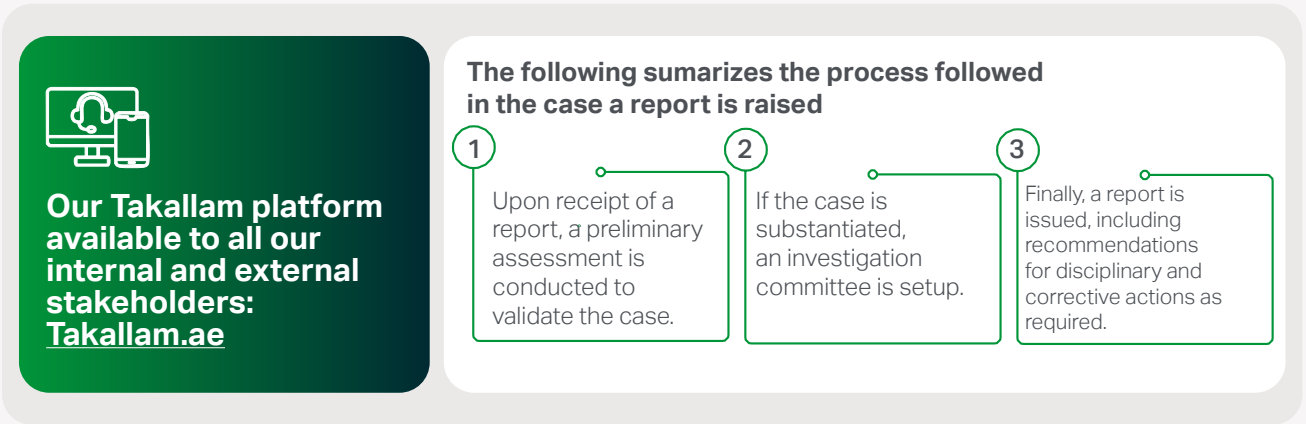 Our Takallam platform
available to all our
internal and external
stakeholders:
Takallam.ae
The following sumarizes the process followed
in the case a report is raised
1
Upon receipt of a
report, a preliminary
assessment is
conducted to
validate the case.
2
If the case is
substantiated,
an investigation
committee is setup.
3
Finally, a report is
issued, including
recommendations
for disciplinary and
corrective actions as
required.